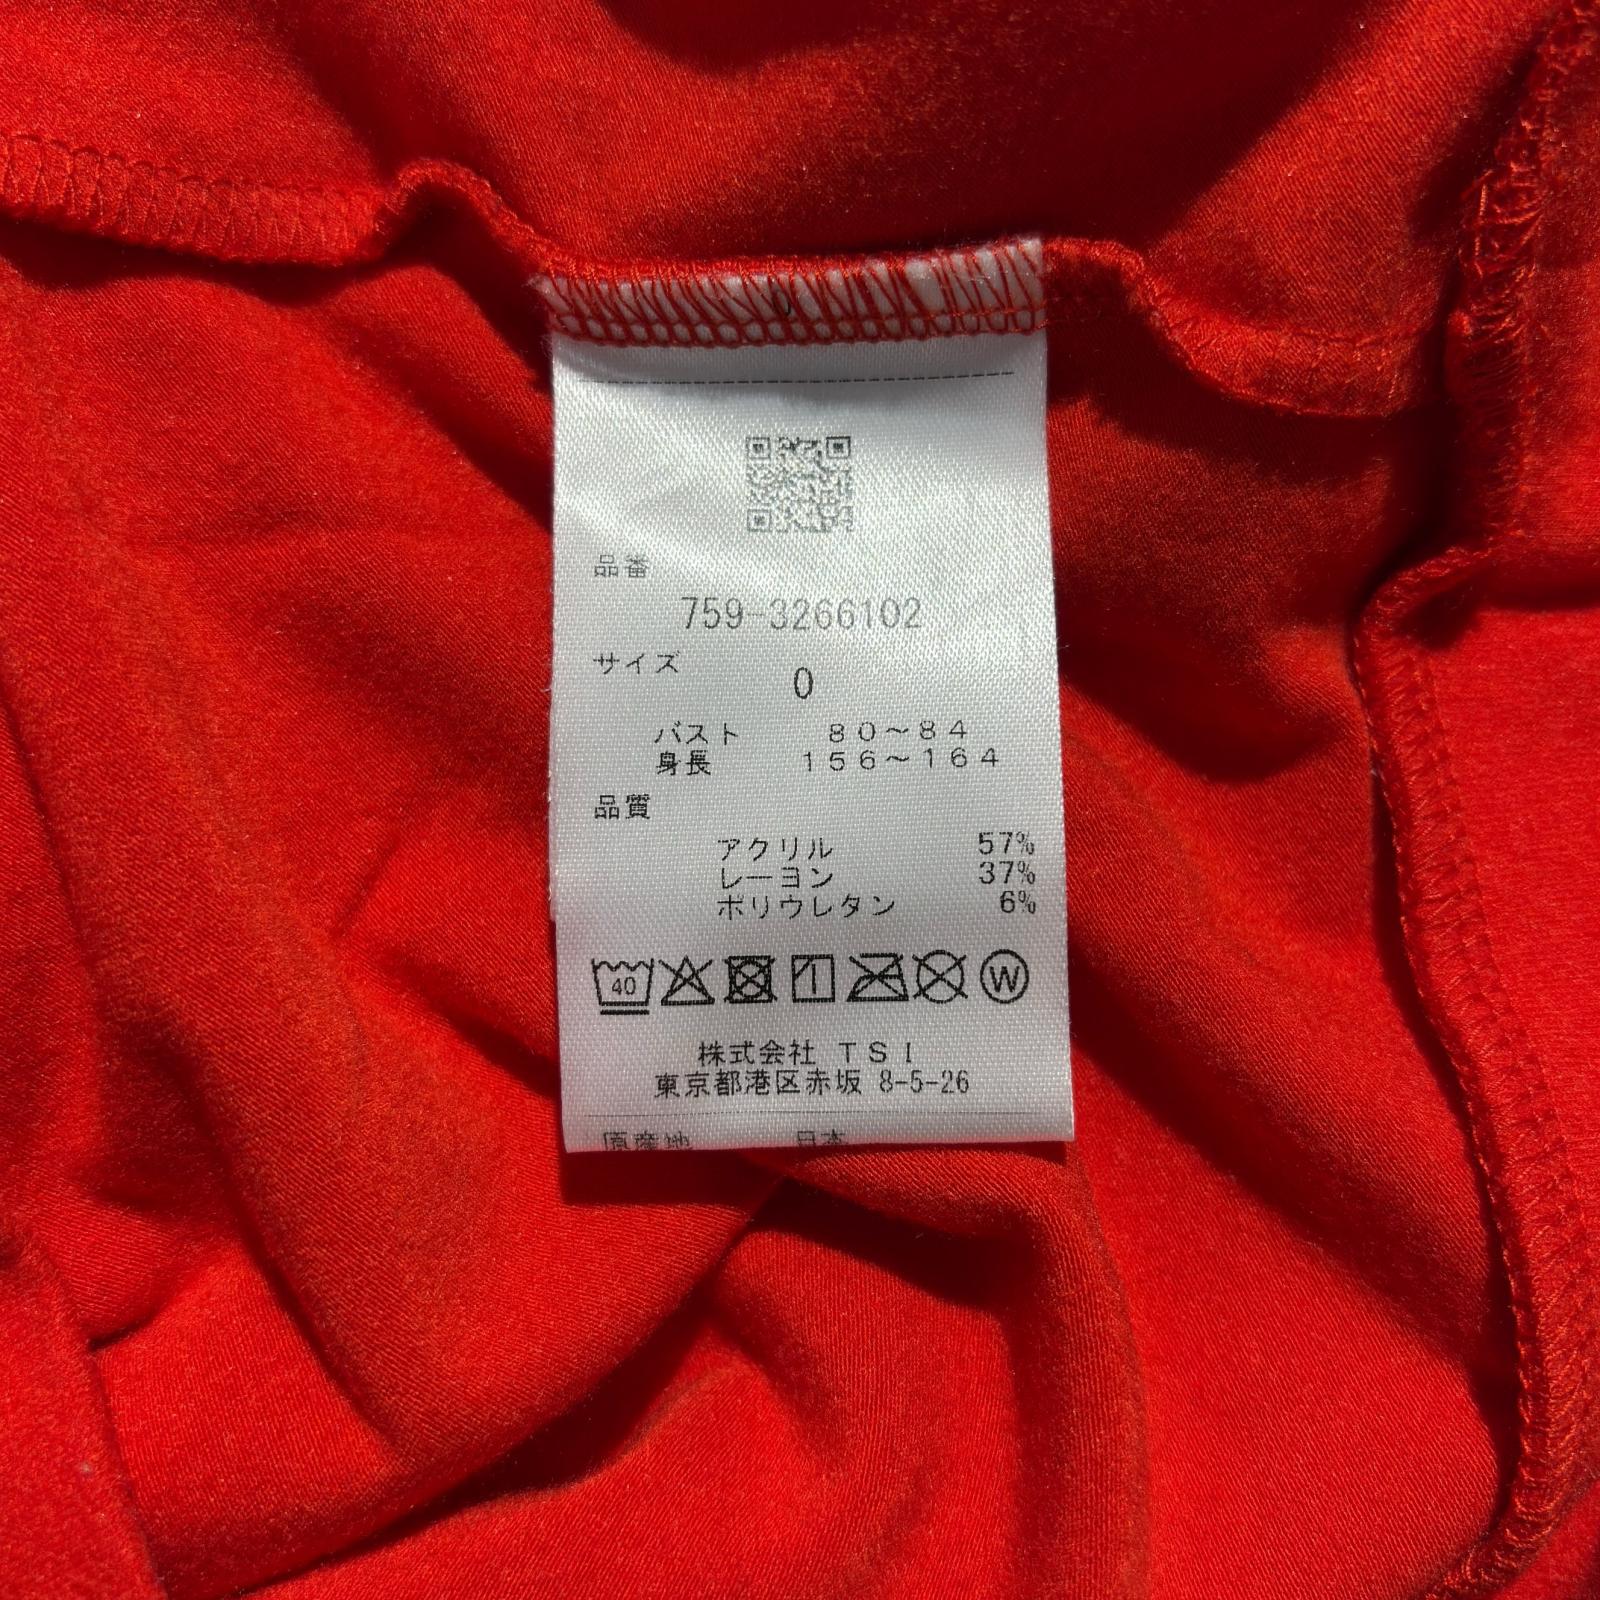 品番
759-3266102
サイズ
0
バスト 80～84
身長 156～164
品質
アクリル 57%
レーヨン 37%
ポリウレタン 6%
40
W
株式会社 TSI
東京都港区赤坂 8-5-26
原産地 日本